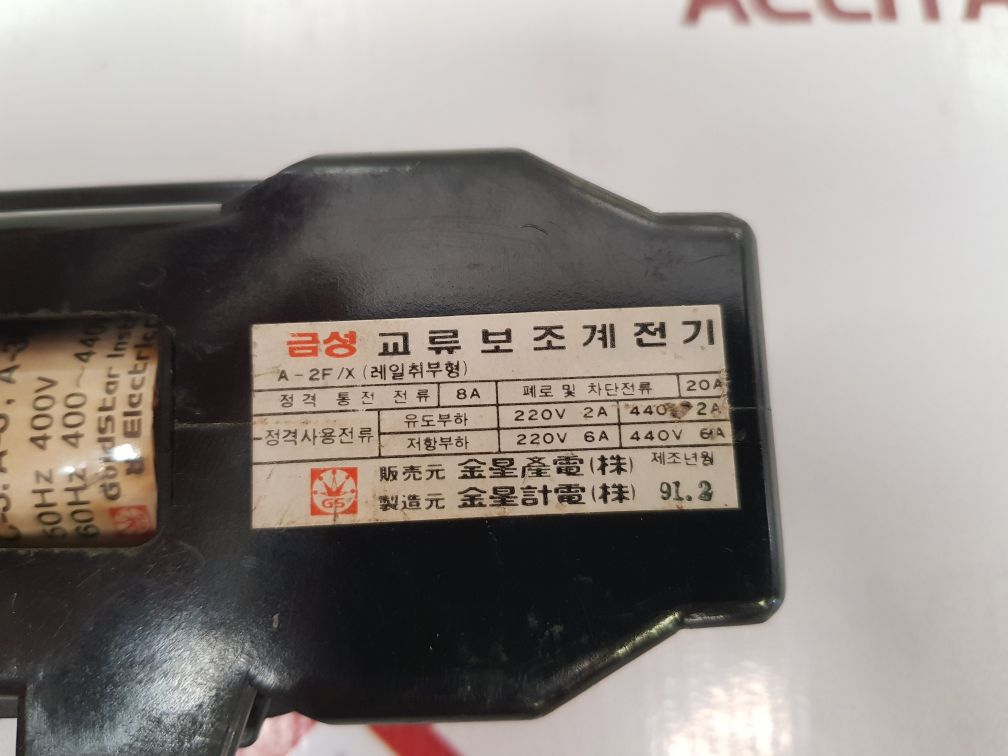 금성 교류보조계전기
A-2F/X (레일취부형)
정격 통전 전류 8A 폐로 및 차단전류 20A
정격사용전류 유도부하 220V 2A 440 2A
저항부하 220V 6A 440V 6A
GS 販売元 金星産電(株) 제조년월
製造元 金星計電(株) 91.2
50Hz 400V
60Hz 400~440
GoldStar Inst
& Electric